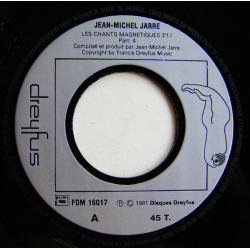 JEAN-MICHEL JARRE
LES CHANTS MAGNETIQUES 3'1/
Part. 4
Composé et produit par Jean-Michel Jarre
Copyright by Francis Dreyfus Music
dreyfus
FDM 16017
℗ © 1981 Disques Dreyfus
A
45 T.